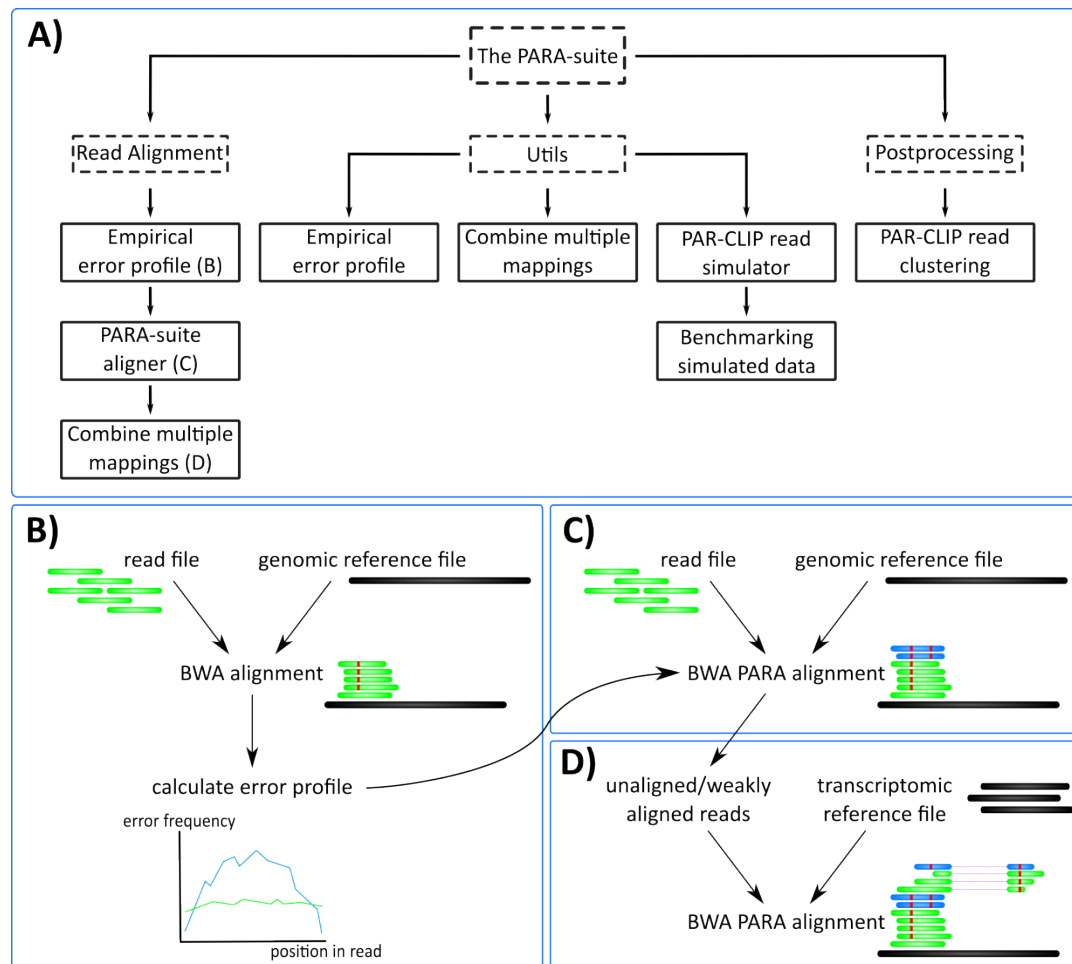 A)
The PARA-suite
Read Alignment
Utils
Postprocessing
Empirical
error profile (B)
Empirical
error profile
Combine multiple
mappings
PAR-CLIP read
simulator
PAR-CLIP read
clustering
PARA-suite
aligner (C)
Benchmarking
simulated data
Combine multiple
mappings (D)
B)
read file
genomic reference file
BWA alignment
calculate error profile
error frequency
position in read
C)
read file
genomic reference file
BWA PARA alignment
D)
unaligned/weakly
aligned reads
transcriptomic
reference file
BWA PARA alignment